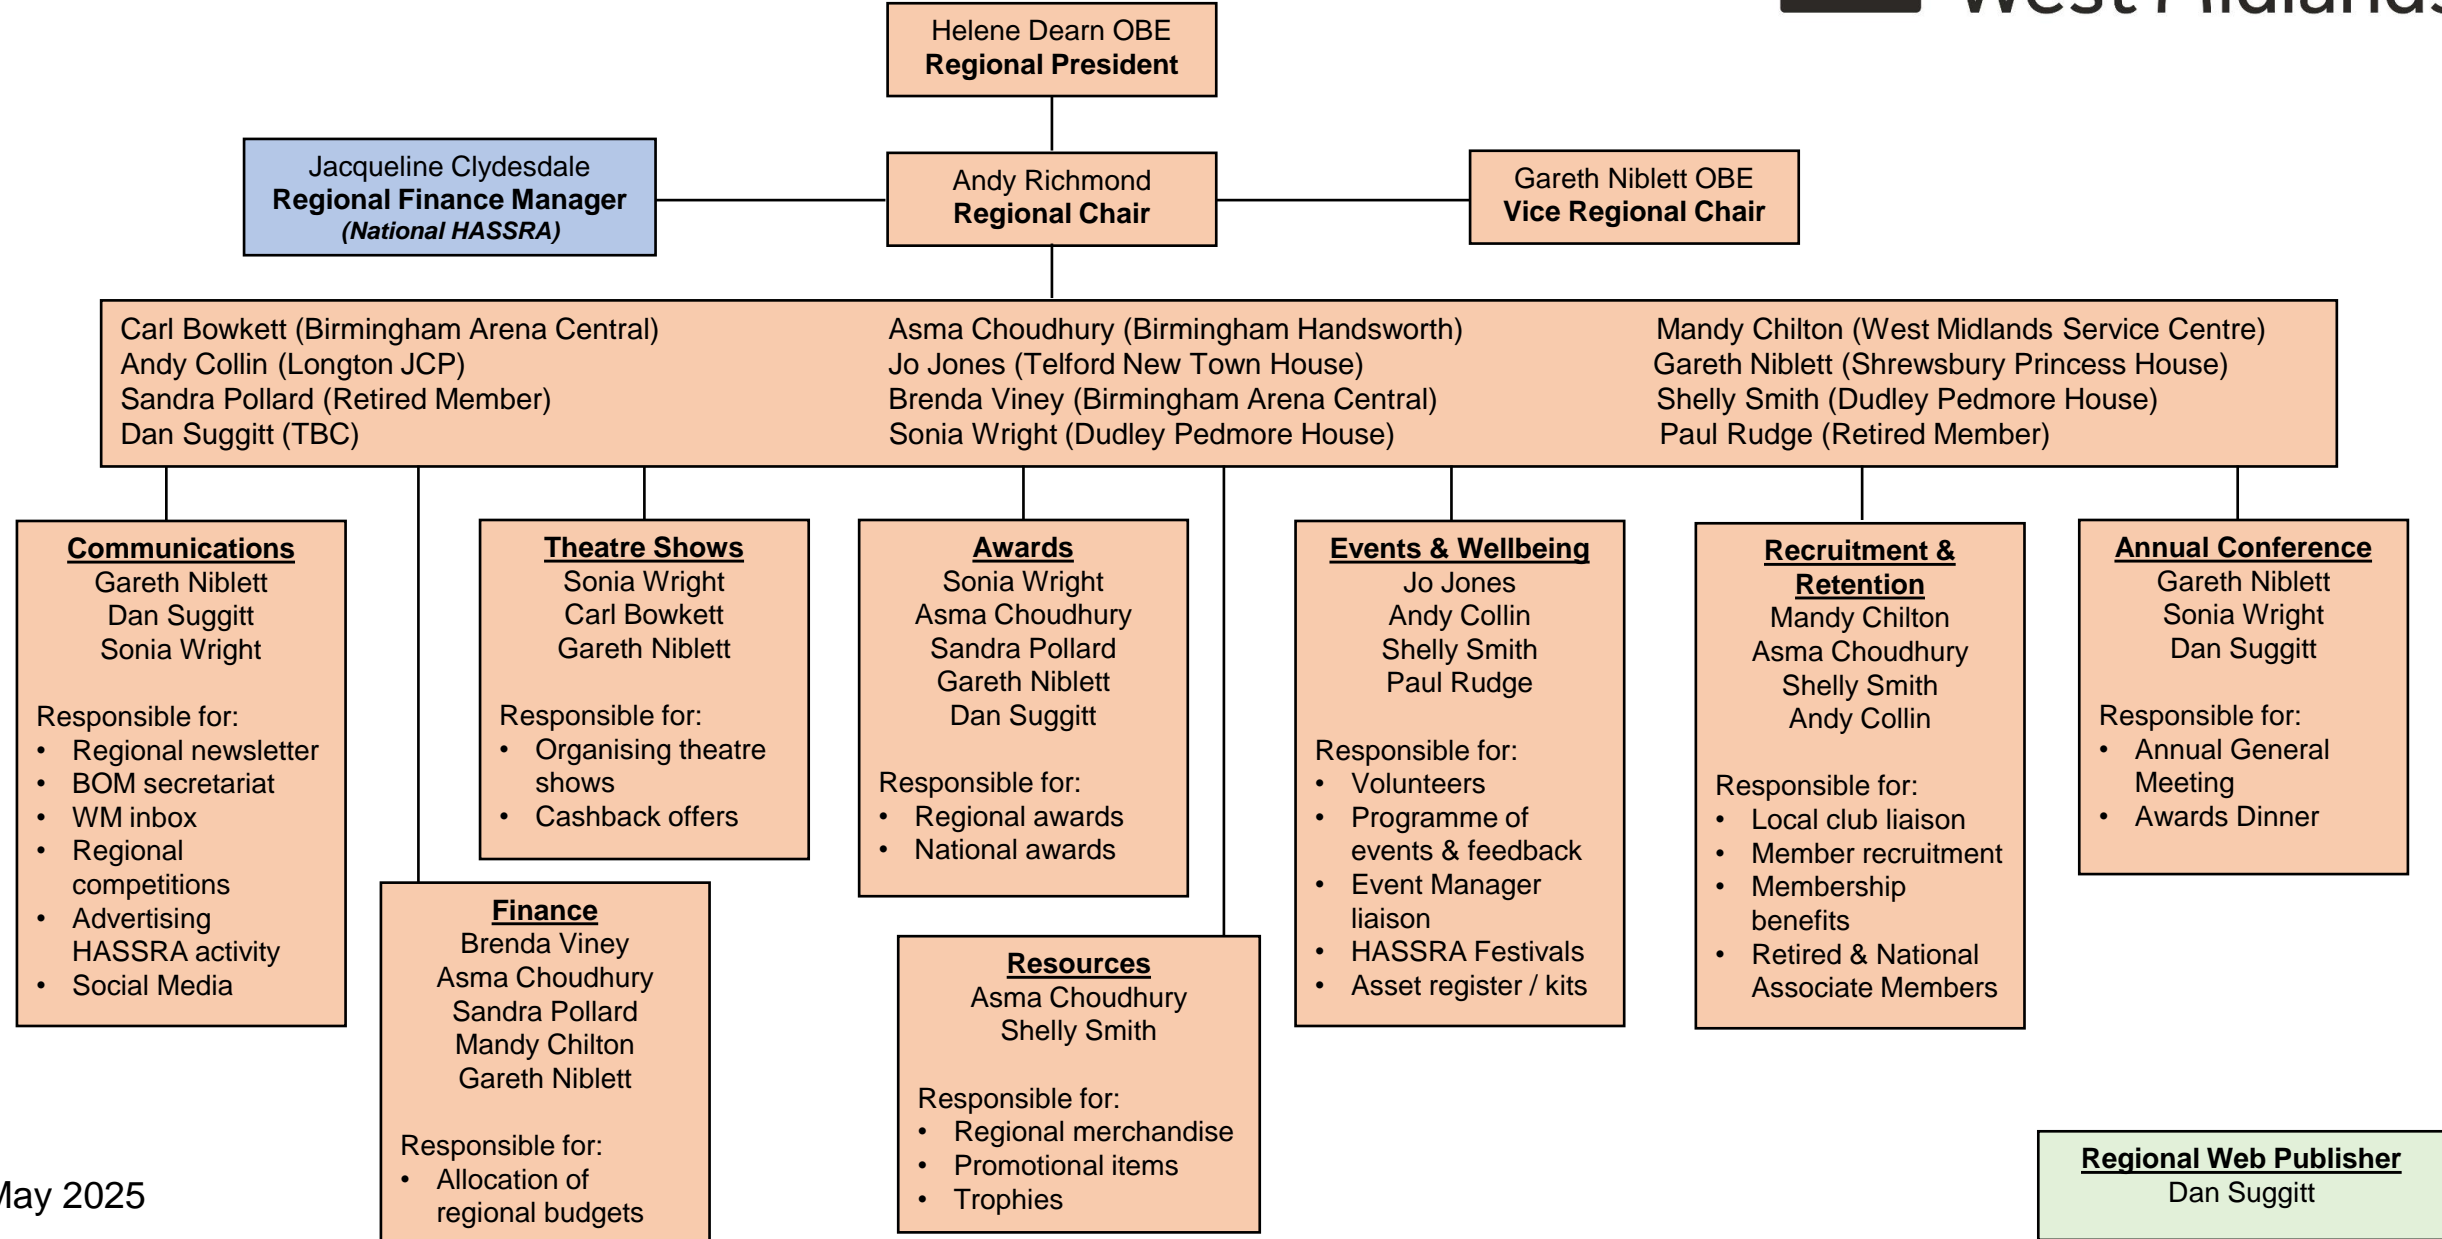 West Midlands
Helene Dearn OBE
Regional President
Jacqueline Clydesdale
Regional Finance Manager
(National HASSRA)
Andy Richmond
Regional Chair
Gareth Niblett OBE
Vice Regional Chair
Carl Bowkett (Birmingham Arena Central)
Andy Collin (Longton JCP)
Sandra Pollard (Retired Member)
Dan Suggitt (TBC)
Asma Choudhury (Birmingham Handsworth)
Jo Jones (Telford New Town House)
Brenda Viney (Birmingham Arena Central)
Sonia Wright (Dudley Pedmore House)
Mandy Chilton (West Midlands Service Centre)
Gareth Niblett (Shrewsbury Princess House)
Shelly Smith (Dudley Pedmore House)
Paul Rudge (Retired Member)
Communications
Gareth Niblett
Dan Suggitt
Sonia Wright
Responsible for:
• Regional newsletter
• BOM secretariat
• WM inbox
• Regional
competitions
• Advertising
HASSRA activity
• Social Media
Finance
Brenda Viney
Asma Choudhury
Sandra Pollard
Mandy Chilton
Gareth Niblett
Responsible for:
• Allocation of
regional budgets
Theatre Shows
Sonia Wright
Carl Bowkett
Gareth Niblett
Responsible for:
• Organising theatre
shows
• Cashback offers
Awards
Sonia Wright
Asma Choudhury
Sandra Pollard
Gareth Niblett
Dan Suggitt
Responsible for:
• Regional awards
• National awards
Resources
Asma Choudhury
Shelly Smith
Responsible for:
• Regional merchandise
• Promotional items
• Trophies
Events & Wellbeing
Jo Jones
Andy Collin
Shelly Smith
Paul Rudge
Responsible for:
• Volunteers
• Programme of
events & feedback
• Event Manager
liaison
• HASSRA Festivals
• Asset register / kits
Recruitment &
Retention
Mandy Chilton
Asma Choudhury
Shelly Smith
Andy Collin
Responsible for:
• Local club liaison
• Member recruitment
• Membership
benefits
• Retired & National
Associate Members
Annual Conference
Gareth Niblett
Sonia Wright
Dan Suggitt
Responsible for:
• Annual General
Meeting
• Awards Dinner
May 2025
Regional Web Publisher
Dan Suggitt